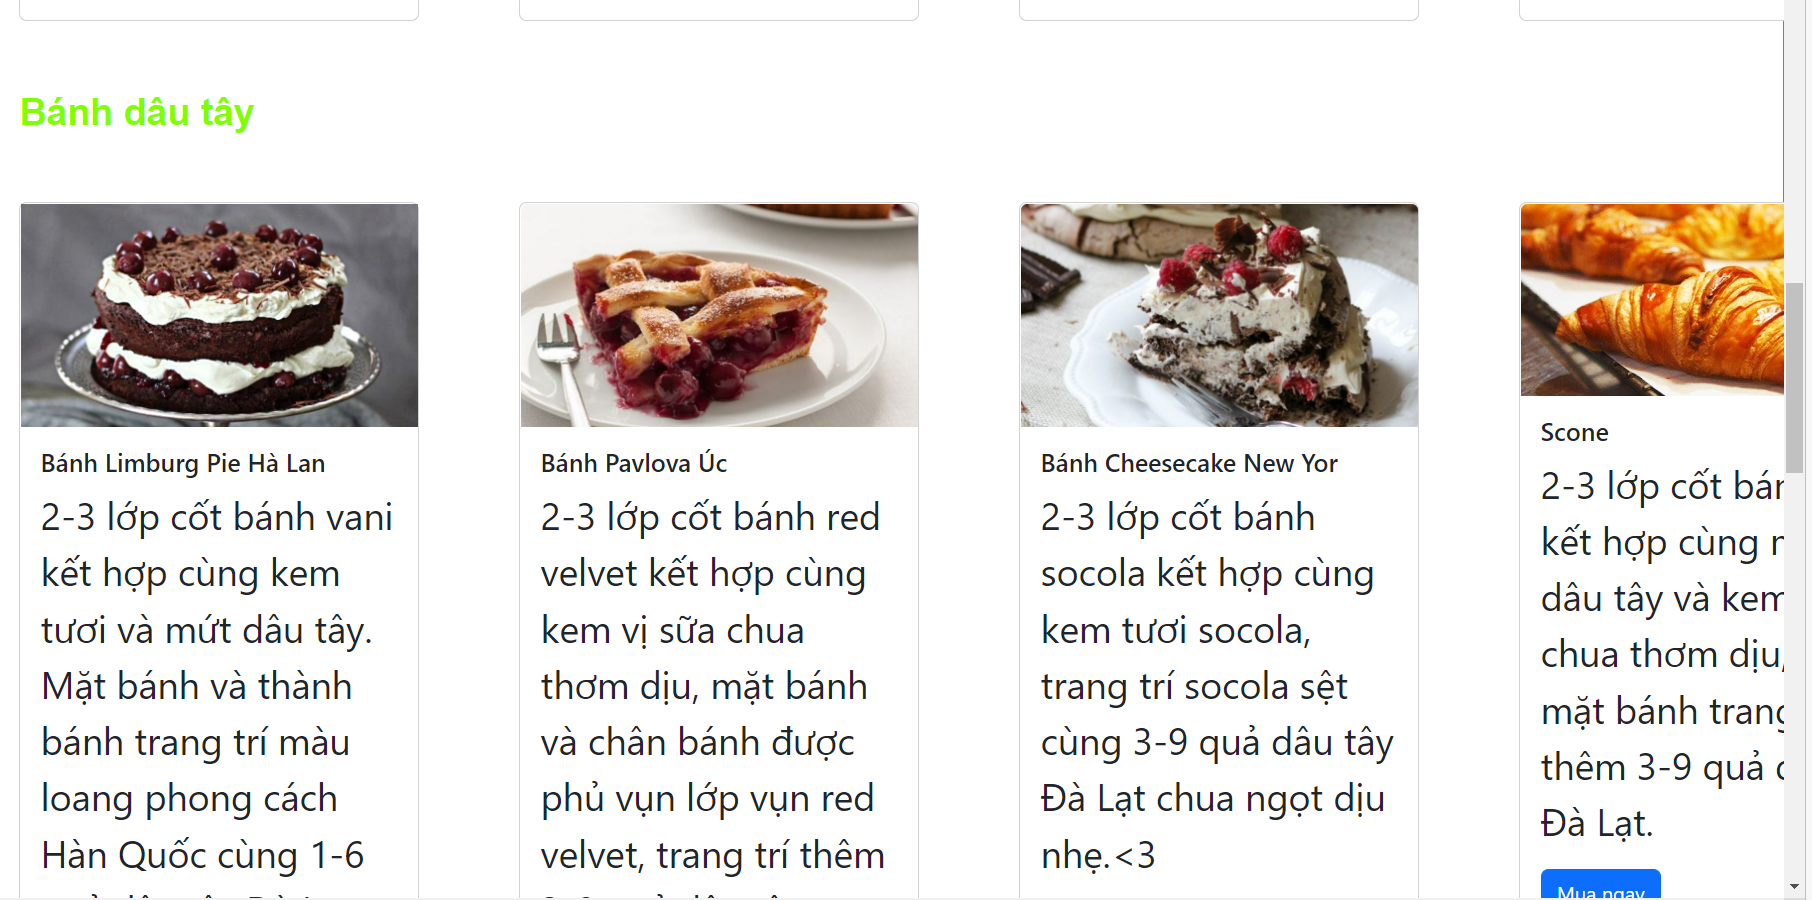 Bánh dâu tây
Bánh Limburg Pie Hà Lan
2-3 lớp cốt bánh vani
kết hợp cùng kem
tươi và mứt dâu tây.
Mặt bánh và thành
bánh trang trí màu
loang phong cách
Hàn Quốc cùng 1-6
Bánh Pavlova Úc
2-3 lớp cốt bánh red
velvet kết hợp cùng
kem vị sữa chua
thơm dịu, mặt bánh
và chân bánh được
phủ vụn lớp vụn red
velvet, trang trí thêm
Bánh Cheesecake New Yor
2-3 lớp cốt bánh
socola kết hợp cùng
kem tươi socola,
trang trí socola sệt
cùng 3-9 quả dâu tây
Đà Lạt chua ngọt dịu
nhẹ.<3
Scone
2-3 lớp cốt
kết hợp cùng
dâu tây và kem
chua thơm dịu,
mặt bánh trang
thêm 3-9 quả
Đà Lạt.
Mua ngay